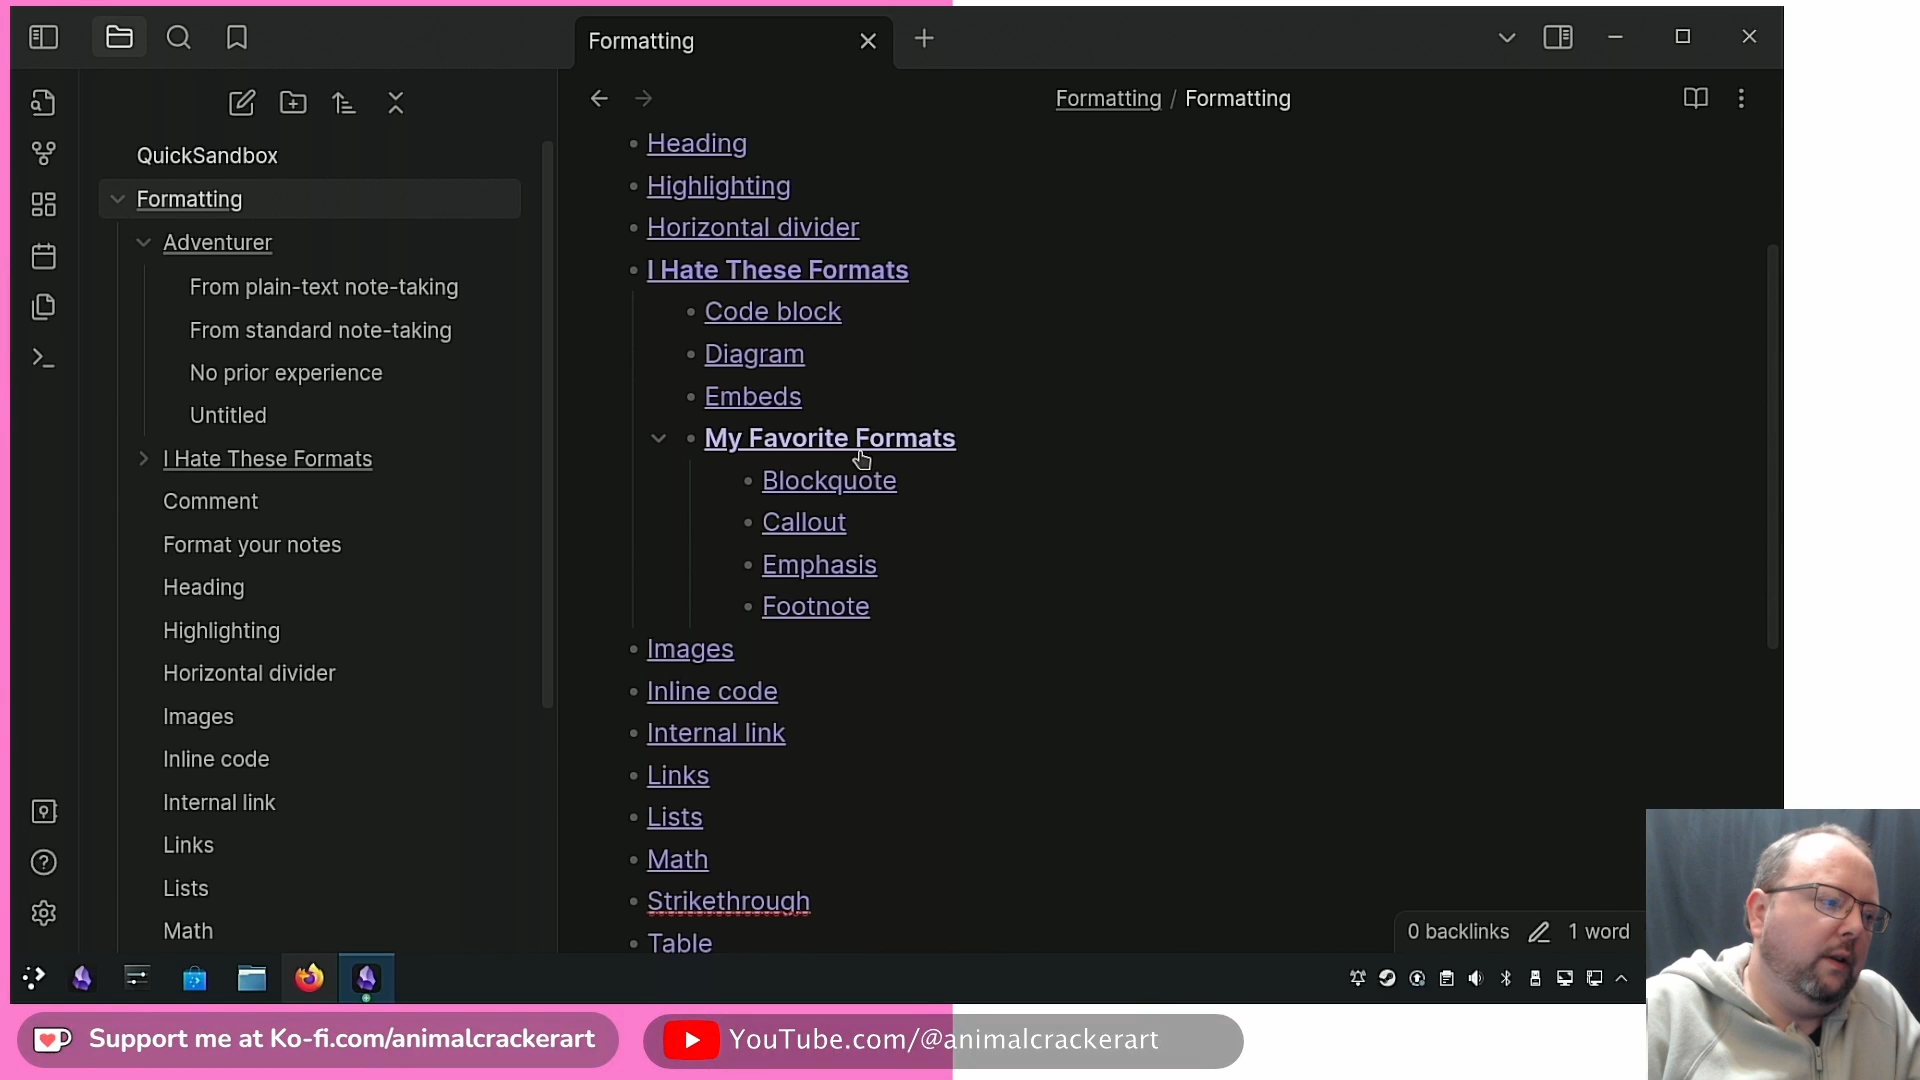 Formatting
Formatting / Formatting
QuickSandbox
Formatting
Adventurer
From plain-text note-taking
From standard note-taking
No prior experience
Untitled
I Hate These Formats
Comment
Format your notes
Heading
Highlighting
Horizontal divider
Images
Inline code
Internal link
Links
Lists
Math
Heading
Highlighting
Horizontal divider
I Hate These Formats
Code block
Diagram
Embeds
My Favorite Formats
Blockquote
Callout
Emphasis
Footnote
Images
Inline code
Internal link
Links
Lists
Math
Strikethrough
Table
0 backlinks 1 word
Support me at Ko-fi.com/animalcrackerart
YouTube.com/@animalcrackerart